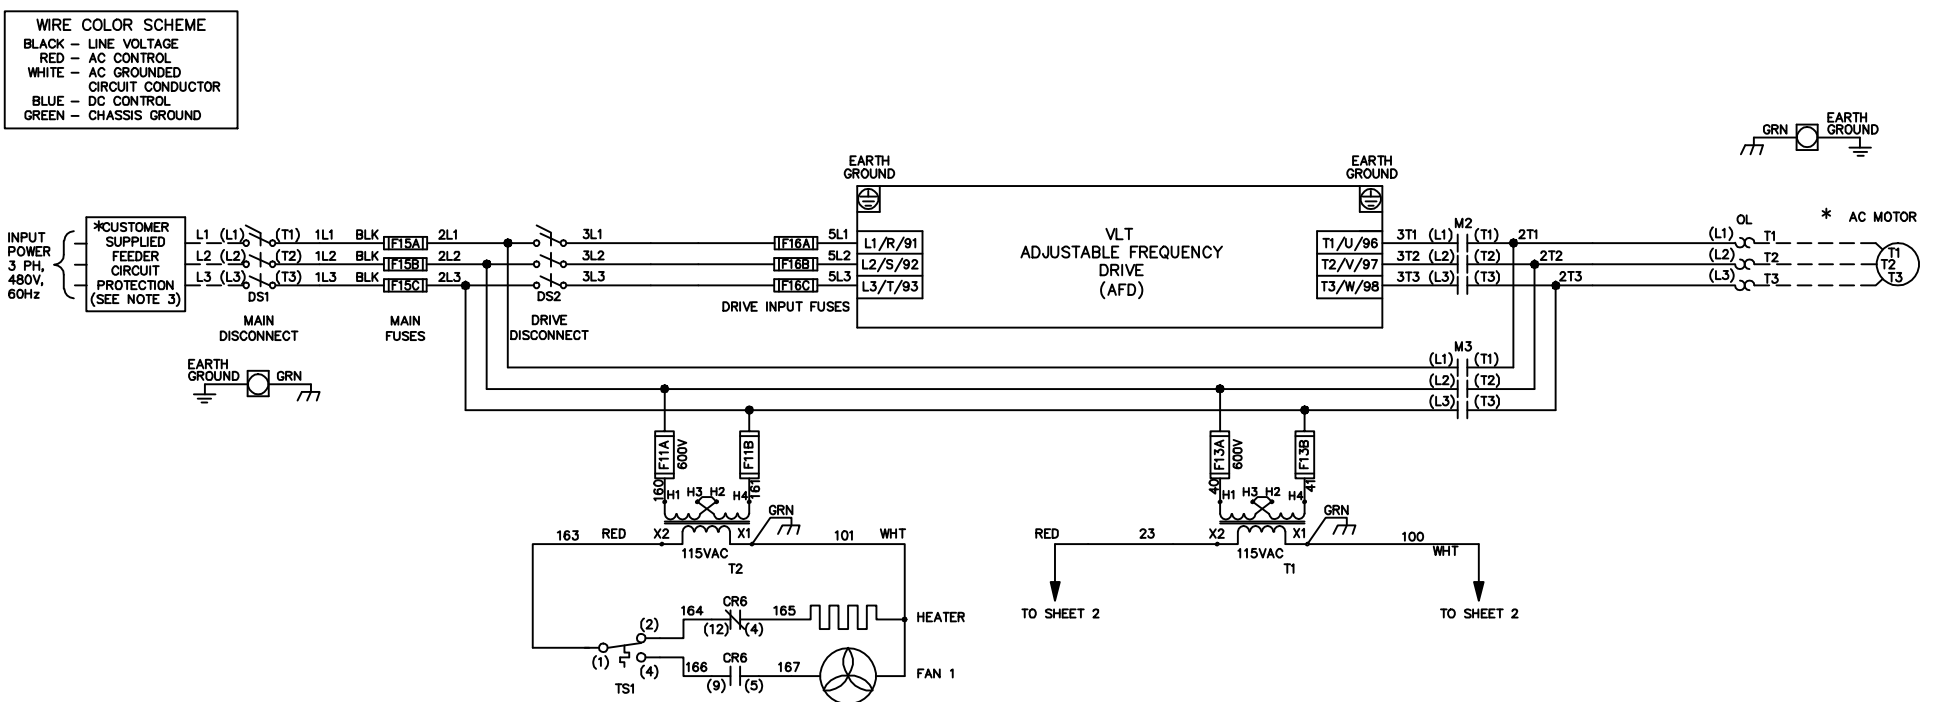 WIRE COLOR SCHEME
BLACK – LINE VOLTAGE
RED – AC CONTROL
WHITE – AC GROUNDED
CIRCUIT CONDUCTOR
BLUE – DC CONTROL
GREEN – CHASSIS GROUND
GRN
EARTH
GROUND
EARTH
GROUND
EARTH
GROUND
INPUT
POWER
3 PH,
480V,
60Hz
*CUSTOMER
SUPPLIED
FEEDER
CIRCUIT
PROTECTION
(SEE NOTE 3)
L1 (L1) (T1) 1L1 BLK F15A 2L1 3L1 F16A 5L1 L1/R/91
L2 (L2) (T2) 1L2 BLK F15B 2L2 3L2 F16B 5L2 L2/S/92
L3 (L3) (T3) 1L3 BLK F15C 2L3 3L3 F16C 5L3 L3/T/93
DS1
MAIN
DISCONNECT
MAIN
FUSES
DS2
DRIVE
DISCONNECT
DRIVE INPUT FUSES
VLT
ADJUSTABLE FREQUENCY
DRIVE
(AFD)
M2
T1/U/96 3T1 (L1) (T1) 2T1
T2/V/97 3T2 (L2) (T2) 2T2
T3/W/98 3T3 (L3) (T3) 2T3
OL
(L1) T1
(L2) T2
(L3) T3
* AC MOTOR
T1
T2
T3
EARTH
GROUND
GRN
M3
(L1) (T1)
(L2) (T2)
(L3) (T3)
F11A
600V
F11B
160
161
H1 H3 H2 H4
GRN
163 RED X2 X1 101 WHT
115VAC
T2
F13A
600V
F13B
40
41
H1 H3 H2 H4
GRN
RED 23 X2 X1 100
WHT
115VAC
T1
TO SHEET 2
TO SHEET 2
CR6
164 165
(12) (4)
HEATER
(2)
(1)
(4)
TS1
CR6
166 167
(9) (5)
FAN 1